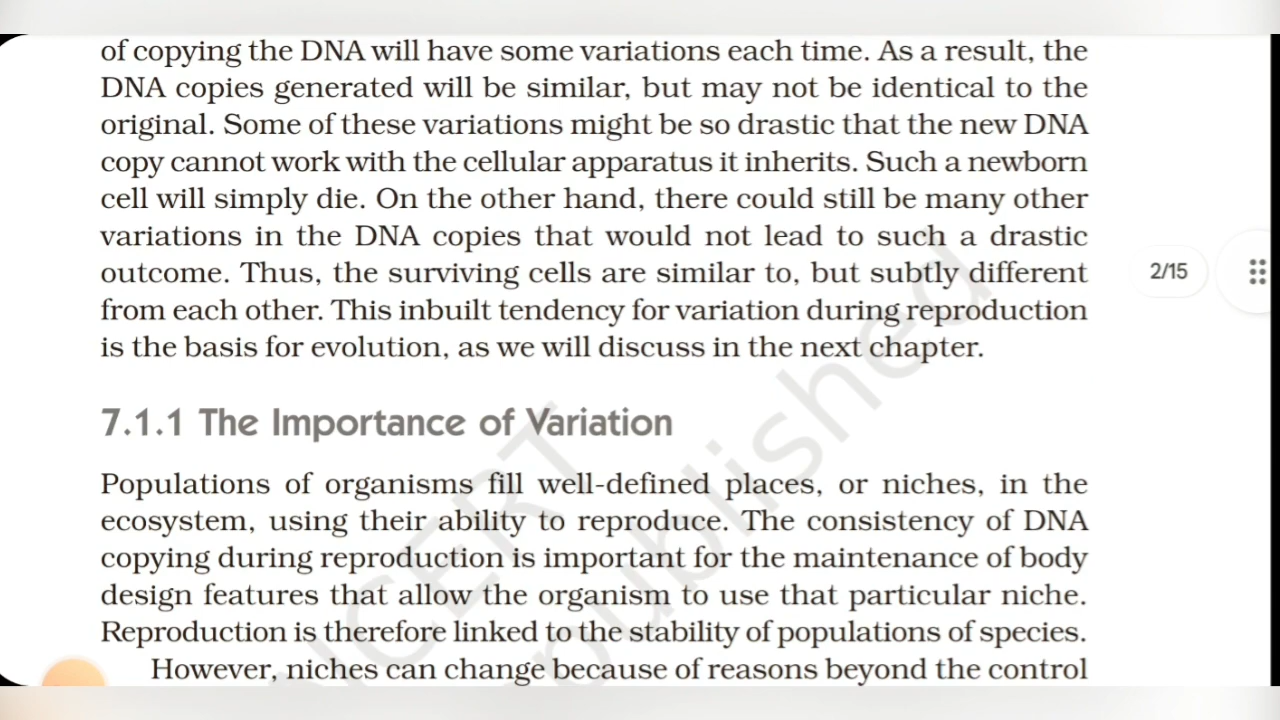 of copying the DNA will have some variations each time. As a result, the
DNA copies generated will be similar, but may not be identical to the
original. Some of these variations might be so drastic that the new DNA
copy cannot work with the cellular apparatus it inherits. Such a newborn
cell will simply die. On the other hand, there could still be many other
variations in the DNA copies that would not lead to such a drastic
outcome. Thus, the surviving cells are similar to, but subtly different
from each other. This inbuilt tendency for variation during reproduction
is the basis for evolution, as we will discuss in the next chapter.
2/15
7.1.1 The Importance of Variation
Populations of organisms fill well-defined places, or niches, in the
ecosystem, using their ability to reproduce. The consistency of DNA
copying during reproduction is important for the maintenance of body
design features that allow the organism to use that particular niche.
Reproduction is therefore linked to the stability of populations of species.
However, niches can change because of reasons beyond the control
NCERT
published